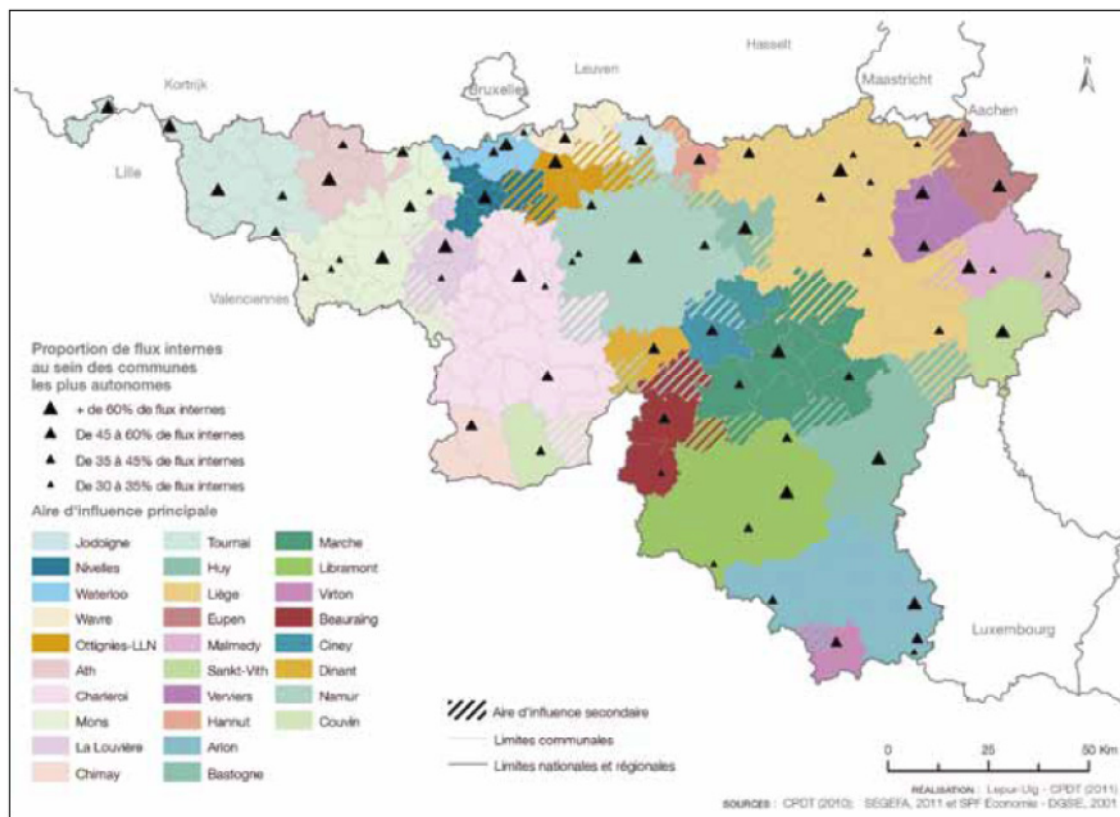 Hasselt
Kortrijk
Leuven
Bruxelles
Maastricht
N
Aachen
Lille
Valenciennes
Luxembourg
Proportion de flux internes
au sein des communes
les plus autonomes
+ de 60% de flux internes
De 45 à 60% de flux internes
De 35 à 45% de flux internes
De 30 à 35% de flux internes
Aire d'influence principale
Jodoigne
Nivelles
Waterloo
Wavre
Ottignies-LLN
Ath
Charleroi
Mons
La Louvière
Chimay
Tournai
Huy
Liège
Eupen
Malmedy
Sankt-Vith
Verviers
Hannut
Arlon
Bastogne
Marche
Libramont
Virton
Beauraing
Ciney
Dinant
Namur
Couvin
Aire d'influence secondaire
Limites communales
Limites nationales et régionales
0 25 50 Km
RÉALISATION : Lepur-Ulg - CPDT (2011)
SOURCES : CPDT (2010); SEGEFA, 2011 et SPF Economie - DGSIE, 2001